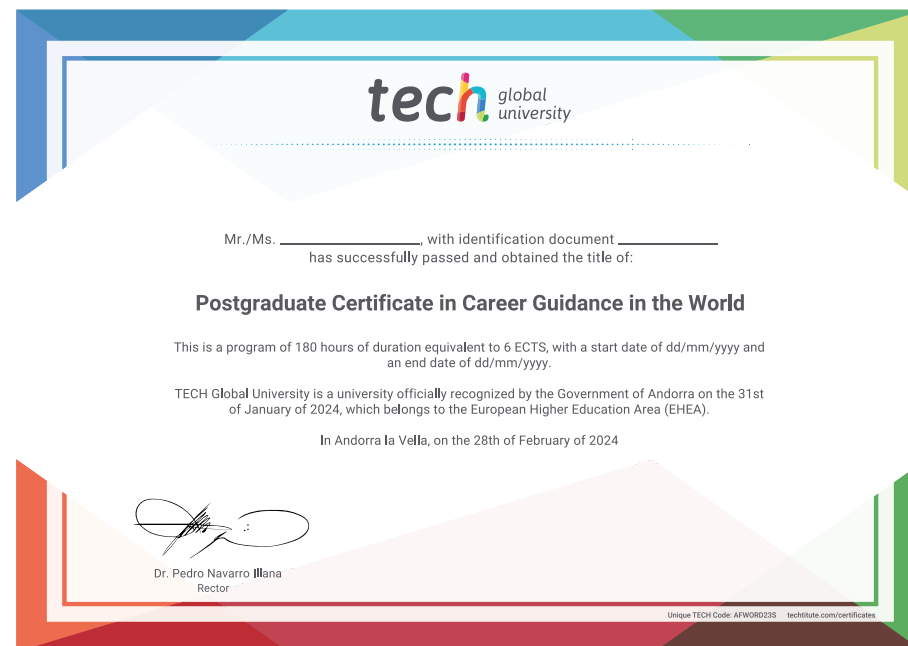 tech global
university
Mr./Ms. ____________________, with identification document ______________
has successfully passed and obtained the title of:
Postgraduate Certificate in Career Guidance in the World
This is a program of 180 hours of duration equivalent to 6 ECTS, with a start date of dd/mm/yyyy and
an end date of dd/mm/yyyy.
TECH Global University is a university officially recognized by the Government of Andorra on the 31st
of January of 2024, which belongs to the European Higher Education Area (EHEA).
In Andorra la Vella, on the 28th of February of 2024
Dr. Pedro Navarro Illana
Rector
Unique TECH Code: AFWORD23S techtitute.com/certificates